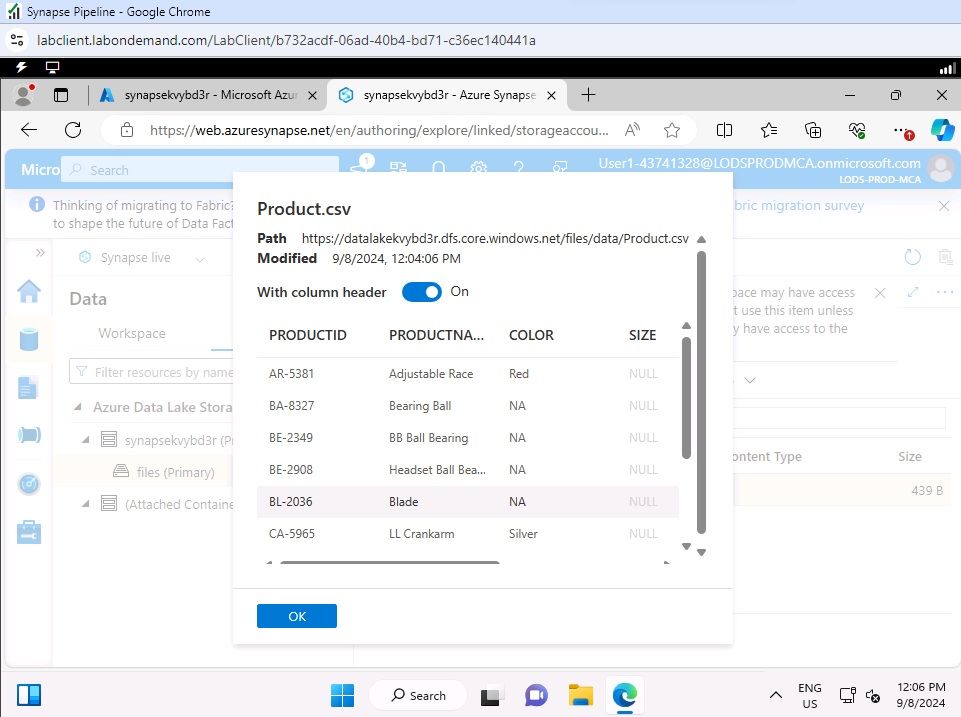 Synapse Pipeline - Google Chrome
labclient.labondemand.com/LabClient/b732acdf-06ad-40b4-bd71-c36ec140441a
synapsekvybd3r - Microsoft Azur
synapsekvybd3r - Azure Synapse
https://web.azuresynapse.net/en/authoring/explore/linked/storageaccou...
Micro
Search
1
User1-43741328@LODSPRODMCA.onmicrosoft.com
LODS-PROD-MCA
Thinking of migrating to Fabric?
bric migration survey
to shape the future of Data Fact
Synapse live
Data
Workspace
Filter resources by name
Azure Data Lake Stora
synapsekvybd3r (Pr
files (Primary)
(Attached Containe
Product.csv
Path https://datalakekvybd3r.dfs.core.windows.net/files/data/Product.csv
Modified 9/8/2024, 12:04:06 PM
With column header On
PRODUCTID PRODUCTNA... COLOR SIZE
AR-5381 Adjustable Race Red NULL
BA-8327 Bearing Ball NA NULL
BE-2349 BB Ball Bearing NA NULL
BE-2908 Headset Ball Bea... NA NULL
BL-2036 Blade NA NULL
CA-5965 LL Crankarm Silver NULL
OK
pace may have access
t use this item unless
y have access to the
ontent Type Size
439 B
Search
ENG
US
12:06 PM
9/8/2024